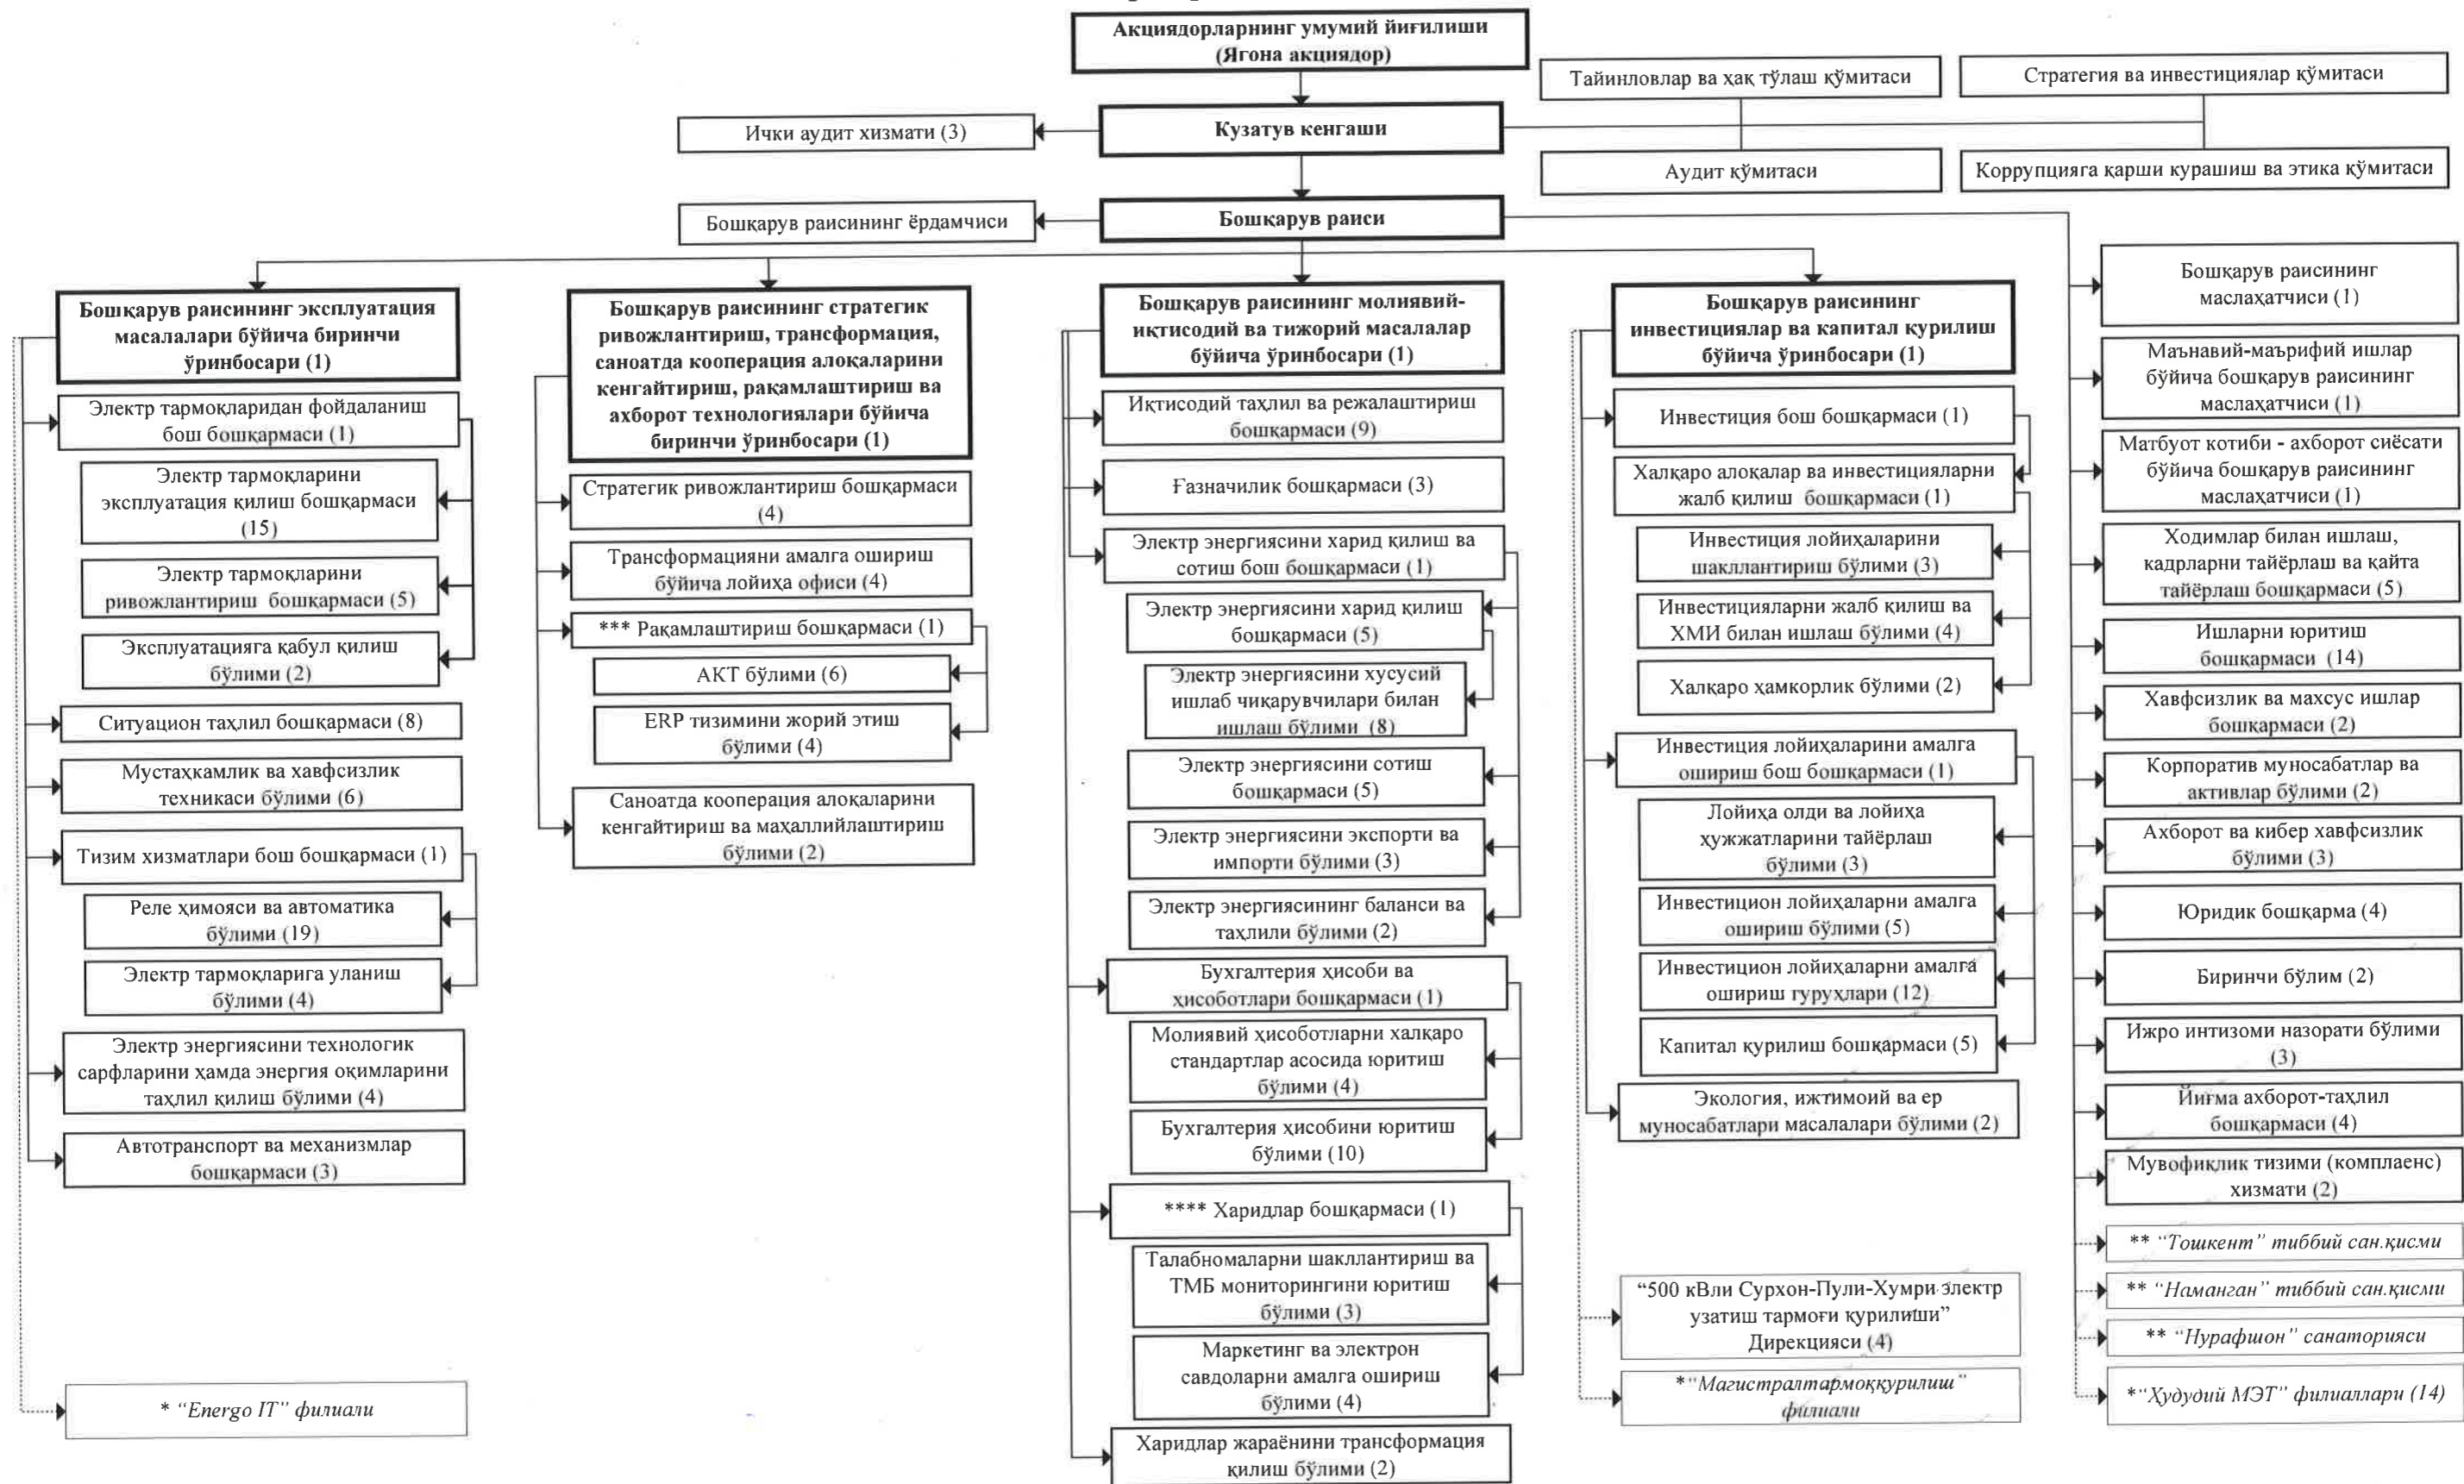 Акциядорларнинг умумий йиғилиши
(Ягона акциядор)
Тайинловлар ва ҳақ тўлаш қўмитаси
Стратегия ва инвестициялар қўмитаси
Ички аудит хизмати (3)
Кузатув кенгаши
Аудит қўмитаси
Коррупцияга қарши курашиш ва этика қўмитаси
Бошқарув раисининг ёрдамчиси
Бошқарув раиси
Бошқарув раисининг эксплуатация
масалалари бўйича биринчи
ўринбосари (1)
Электр тармоқларидан фойдаланиш
бош бошқармаси (1)
Электр тармоқларини
эксплуатация қилиш бошқармаси
(15)
Электр тармоқларини
ривожлантириш бошқармаси (5)
Эксплуатацияга қабул қилиш
бўлими (2)
Ситуацион таҳлил бошқармаси (8)
Мустаҳкамлик ва хавфсизлик
техникаси бўлими (6)
Тизим хизматлари бош бошқармаси (1)
Реле ҳимояси ва автоматика
бўлими (19)
Электр тармоқларига уланиш
бўлими (4)
Электр энергиясини технологик
сарфларини ҳамда энергия оқимларини
таҳлил қилиш бўлими (4)
Автотранспорт ва механизмлар
бошқармаси (3)
* “Energo IT” филиали
Бошқарув раисининг стратегик
ривожлантириш, трансформация,
саноатда кооперация алоқаларини
кенгайтириш, рақамлаштириш ва
ахборот технологиялари бўйича
биринчи ўринбосари (1)
Стратегик ривожлантириш бошқармаси
(4)
Трансформацияни амалга ошириш
бўйича лойиҳа офиси (4)
*** Рақамлаштириш бошқармаси (1)
АКТ бўлими (6)
ERP тизимини жорий этиш
бўлими (4)
Саноатда кооперация алоқаларини
кенгайтириш ва маҳаллийлаштириш
бўлими (2)
Бошқарув раисининг молиявий-
иқтисодий ва тижорий масалалар
бўйича ўринбосари (1)
Иқтисодий таҳлил ва режалаштириш
бошқармаси (9)
Ғазначилик бошқармаси (3)
Электр энергиясини харид қилиш ва
сотиш бош бошқармаси (1)
Электр энергиясини харид қилиш
бошқармаси (5)
Электр энергиясини хусусий
ишлаб чиқарувчилари билан
ишлаш бўлими (8)
Электр энергиясини сотиш
бошқармаси (5)
Электр энергиясини экспорти ва
импорти бўлими (3)
Электр энергиясининг баланси ва
таҳлили бўлими (2)
Бухгалтерия ҳисоби ва
ҳисоботлари бошқармаси (1)
Молиявий ҳисоботларни халқаро
стандартлар асосида юритиш
бўлими (4)
Бухгалтерия ҳисобини юритиш
бўлими (10)
**** Харидлар бошқармаси (1)
Талабномаларни шакллантириш ва
ТМБ мониторингини юритиш
бўлими (3)
Маркетинг ва электрон
савдоларни амалга ошириш
бўлими (4)
Харидлар жараёнини трансформация
қилиш бўлими (2)
Бошқарув раисининг
инвестициялар ва капитал қурилиш
бўйича ўринбосари (1)
Инвестиция бош бошқармаси (1)
Халқаро алоқалар ва инвестицияларни
жалб қилиш бошқармаси (1)
Инвестиция лойиҳаларини
шакллантириш бўлими (3)
Инвестицияларни жалб қилиш ва
ХМИ билан ишлаш бўлими (4)
Халқаро ҳамкорлик бўлими (2)
Инвестиция лойиҳаларини амалга
ошириш бош бошқармаси (1)
Лойиҳа олди ва лойиҳа
ҳужжатларини тайёрлаш
бўлими (3)
Инвестицион лойиҳаларни амалга
ошириш бўлими (5)
Инвестицион лойиҳаларни амалга
ошириш гуруҳлари (12)
Капитал қурилиш бошқармаси (5)
Экология, ижтимоий ва ер
муносабатлари масалалари бўлими (2)
“500 кВли Сурхон-Пули-Хумри электр
узатиш тармоғи қурилиши”
Дирекцияси (4)
*“Магистралтармоққурилиш”
филиали
Бошқарув раисининг
маслаҳатчиси (1)
Маънавий-маърифий ишлар
бўйича бошқарув раисининг
маслаҳатчиси (1)
Матбуот котиби - ахборот сиёсати
бўйича бошқарув раисининг
маслаҳатчиси (1)
Ходимлар билан ишлаш,
кадрларни тайёрлаш ва қайта
тайёрлаш бошқармаси (5)
Ишларни юритиш
бошқармаси (14)
Хавфсизлик ва махсус ишлар
бошқармаси (2)
Корпоратив муносабатлар ва
активлар бўлими (2)
Ахборот ва кибер хавфсизлик
бўлими (3)
Юридик бошқарма (4)
Биринчи бўлим (2)
Ижро интизоми назорати бўлими
(3)
Йиғма ахборот-таҳлил
бошқармаси (4)
Мувофиқлик тизими (комплаенс)
хизмати (2)
** “Тошкент” тиббий сан.қисми
** “Наманган” тиббий сан.қисми
** “Нурафшон” санаторияси
*“Ҳудудий МЭТ” филиаллари (14)